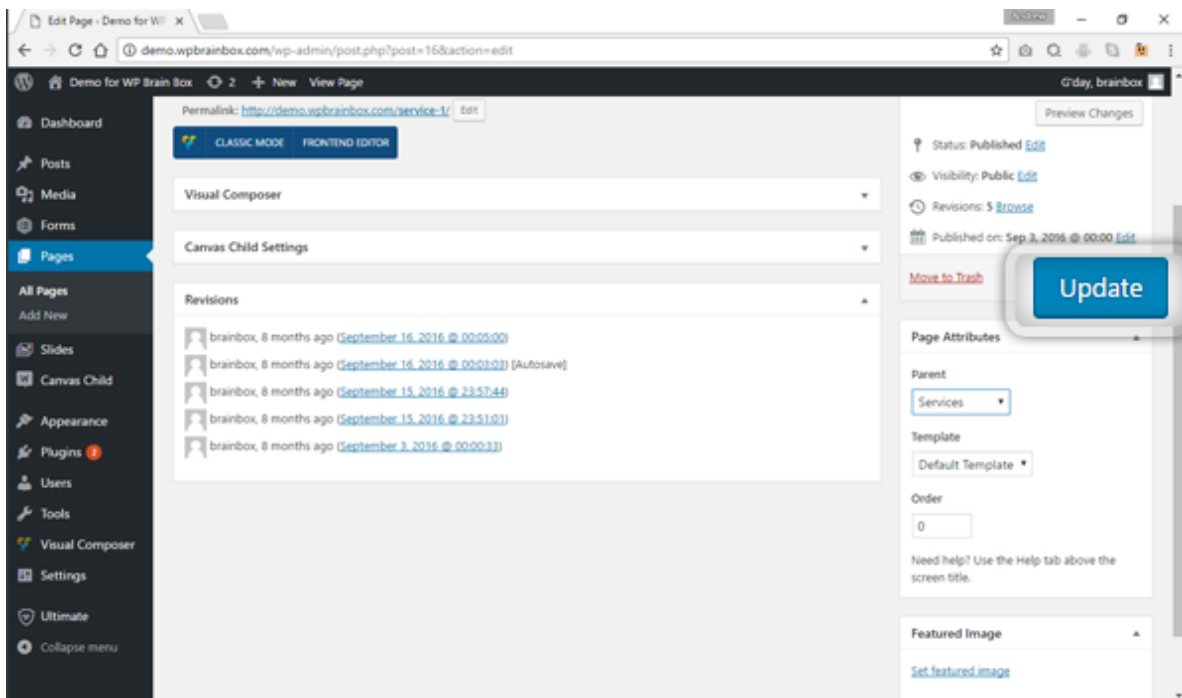 Edit Page ‹ Demo for W
demo.wpbrainbox.com/wp-admin/post.php?post=16&action=edit
Demo for WP Brain Box 2 New View Page G'day, brainbox
Dashboard
Posts
Media
Forms
Pages
All Pages
Add New
Slides
Canvas Child
Appearance
Plugins 2
Users
Tools
Visual Composer
Settings
Ultimate
Collapse menu
Permalink: http://demo.wpbrainbox.com/service-1/ Edit
CLASSIC MODE FRONTEND EDITOR
Visual Composer
Canvas Child Settings
Revisions
brainbox, 8 months ago (September 16, 2016 @ 00:05:00)
brainbox, 8 months ago (September 16, 2016 @ 00:03:03) [Autosave]
brainbox, 8 months ago (September 15, 2016 @ 23:57:44)
brainbox, 8 months ago (September 15, 2016 @ 23:51:01)
brainbox, 8 months ago (September 3, 2016 @ 00:00:33)
Preview Changes
Status: Published Edit
Visibility: Public Edit
Revisions: 5 Browse
Published on: Sep 3, 2016 @ 00:00 Edit
Move to Trash
Update
Page Attributes
Parent
Services
Template
Default Template
Order
0
Need help? Use the Help tab above the
screen title.
Featured Image
Set featured image